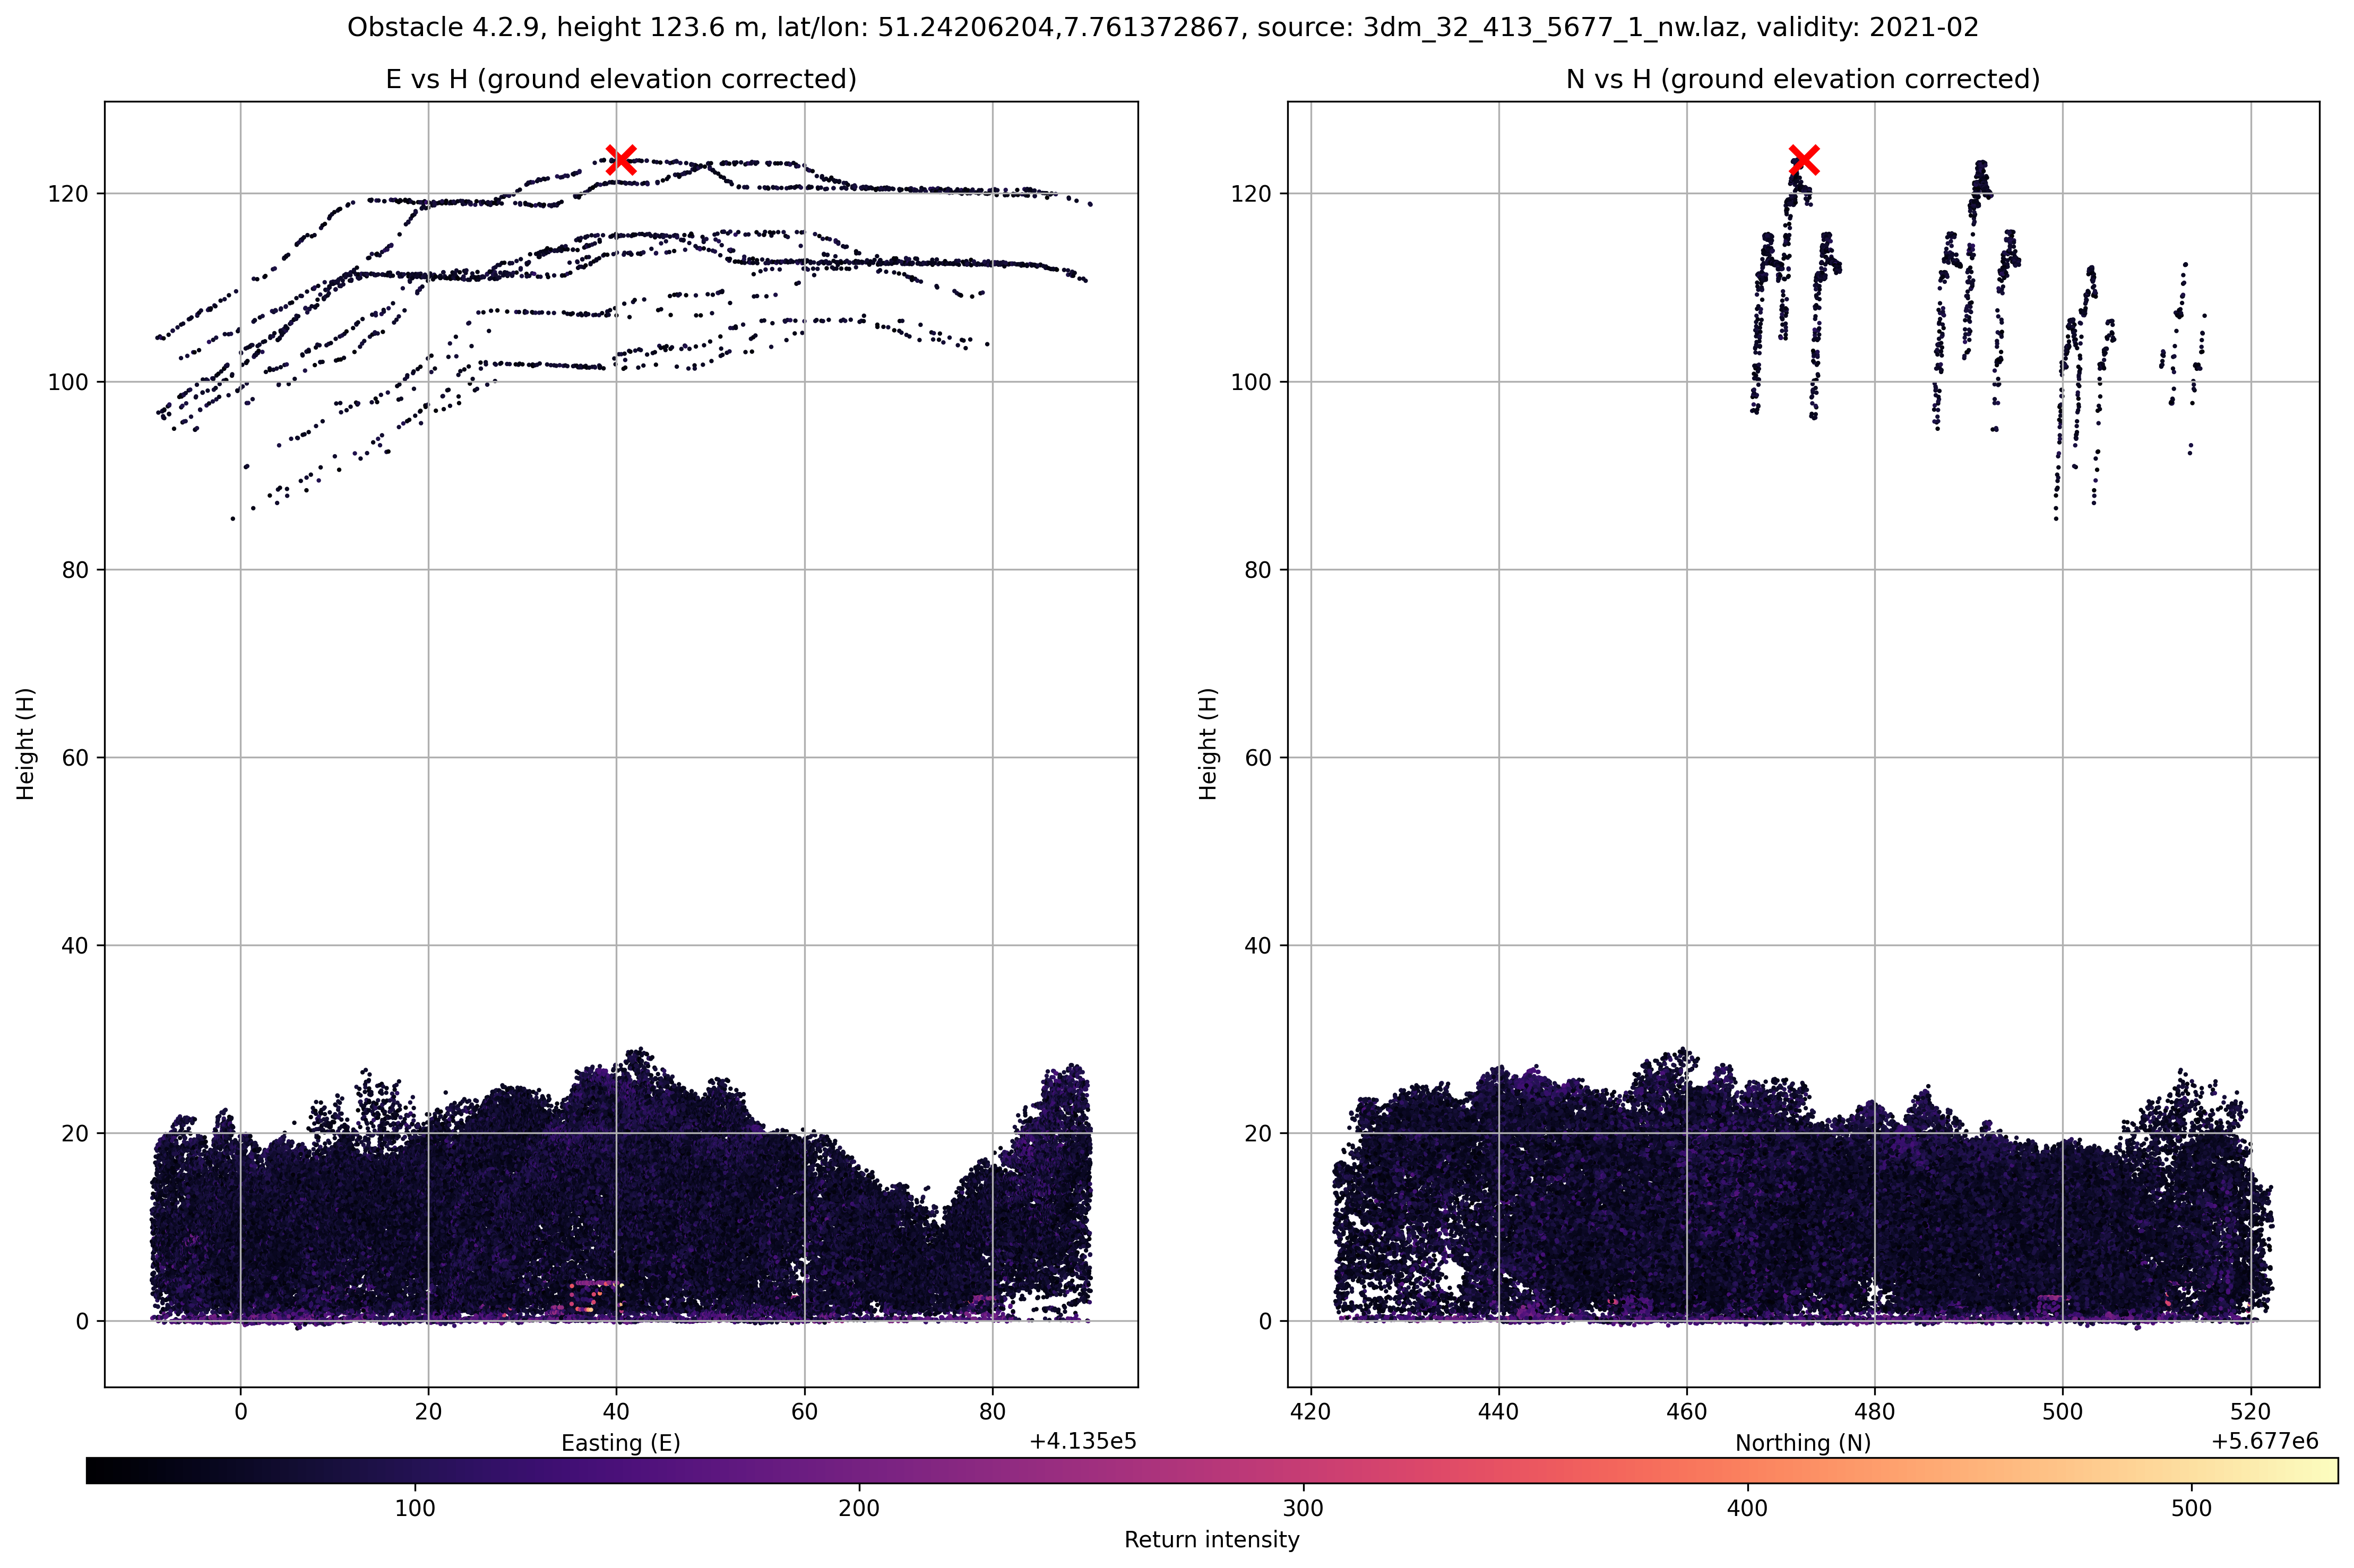 Obstacle 4.2.9, height 123.6 m, lat/lon: 51.24206204,7.761372867, source: 3dm_32_413_5677_1_nw.laz, validity: 2021-02
E vs H (ground elevation corrected)
N vs H (ground elevation corrected)
120
100
80
60
40
20
0
Height (H)
0 20 40 60 80
Easting (E)
+4.135e5
120
100
80
60
40
20
0
Height (H)
420 440 460 480 500 520
Northing (N)
+5.677e6
100 200 300 400 500
Return intensity